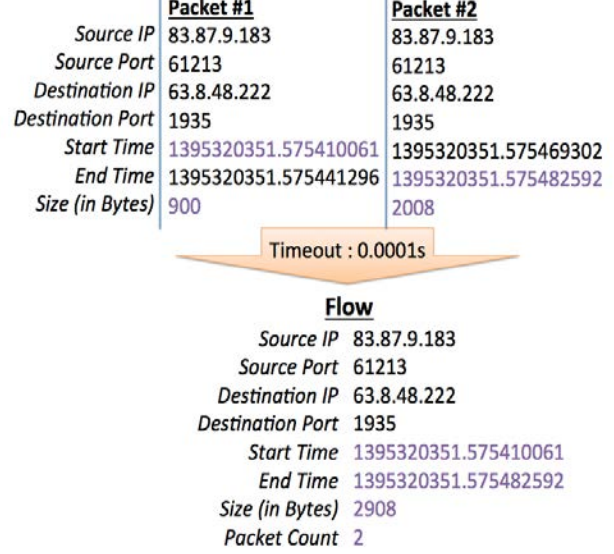 Packet #1 Packet #2
Source IP 83.87.9.183 83.87.9.183
Source Port 61213 61213
Destination IP 63.8.48.222 63.8.48.222
Destination Port 1935 1935
Start Time 1395320351.575410061 1395320351.575469302
End Time 1395320351.575441296 1395320351.575482592
Size (in Bytes) 900 2008
Timeout : 0.0001s
Flow
Source IP 83.87.9.183
Source Port 61213
Destination IP 63.8.48.222
Destination Port 1935
Start Time 1395320351.575410061
End Time 1395320351.575482592
Size (in Bytes) 2908
Packet Count 2